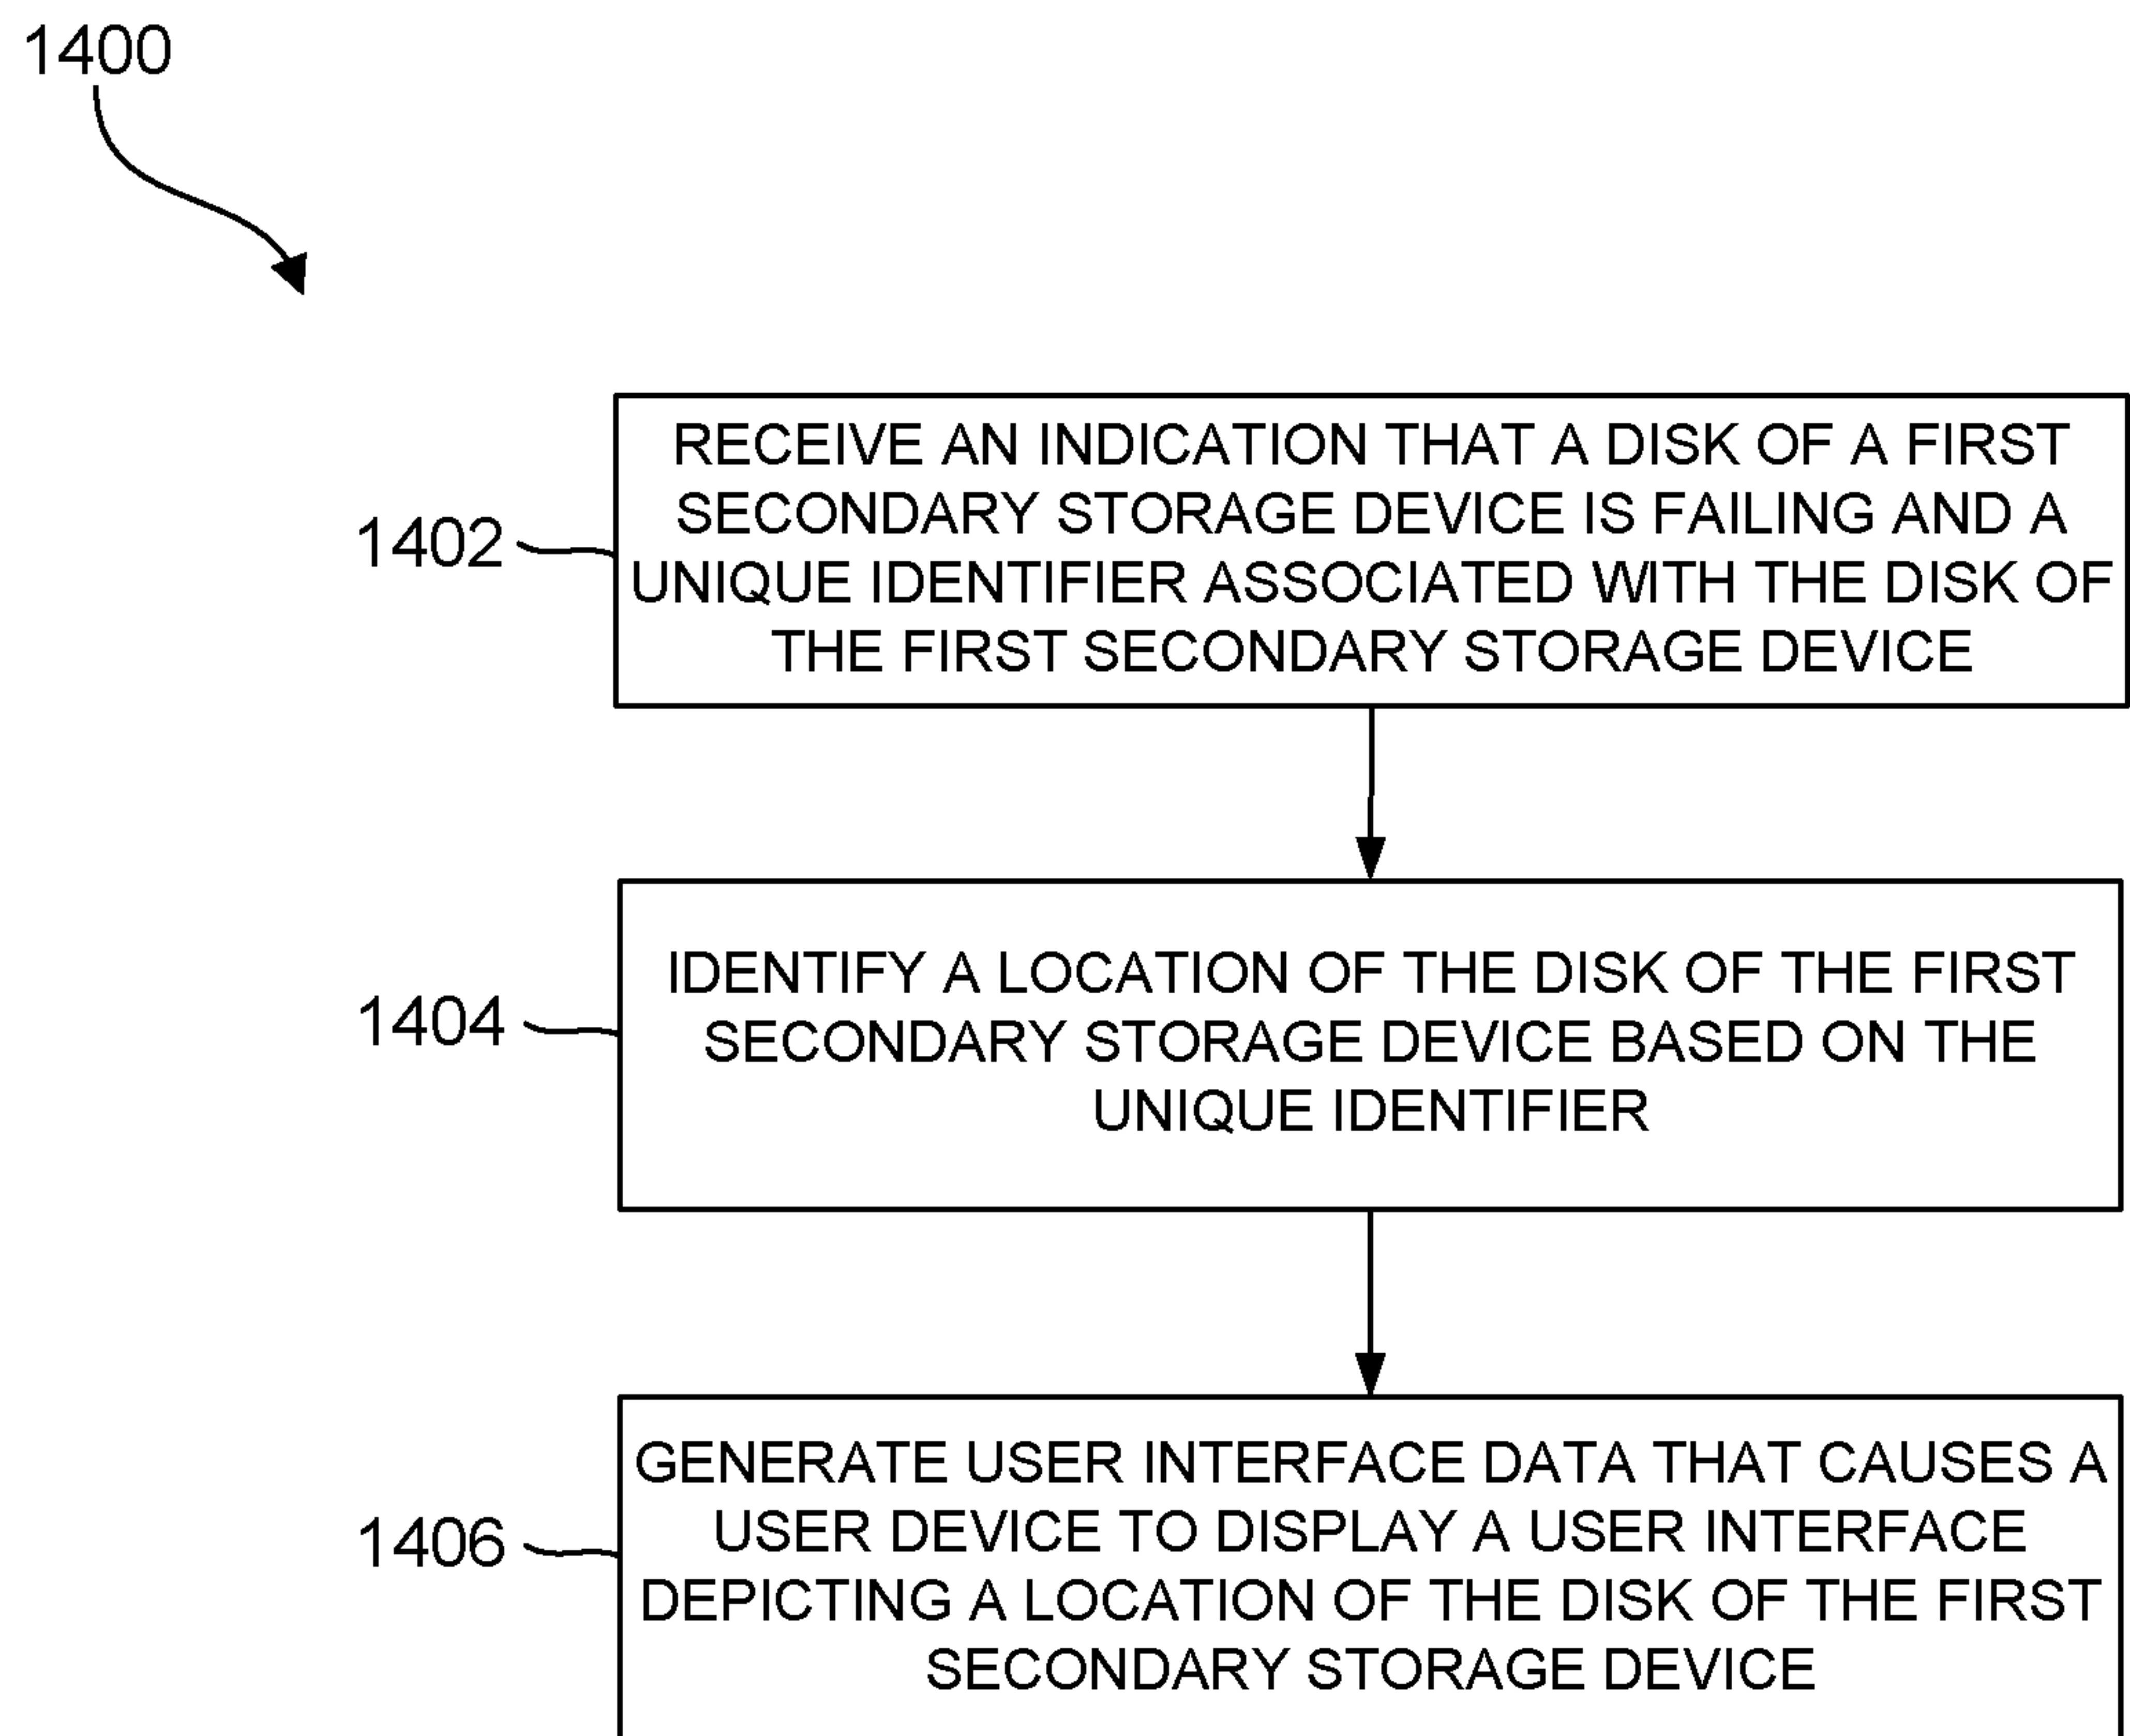 1400
RECEIVE AN INDICATION THAT A DISK OF A FIRST
SECONDARY STORAGE DEVICE IS FAILING AND A
1402
UNIQUE IDENTIFIER ASSOCIATED WITH THE DISK OF
THE FIRST SECONDARY STORAGE DEVICE
IDENTIFY A LOCATION OF THE DISK OF THE FIRST
1404
SECONDARY STORAGE DEVICE BASED ON THE
UNIQUE IDENTIFIER
GENERATE USER INTERFACE DATA THAT CAUSES A
USER DEVICE TO DISPLAY A USER INTERFACE
1406
DEPICTING A LOCATION OF THE DISK OF THE FIRST
SECONDARY STORAGE DEVICE